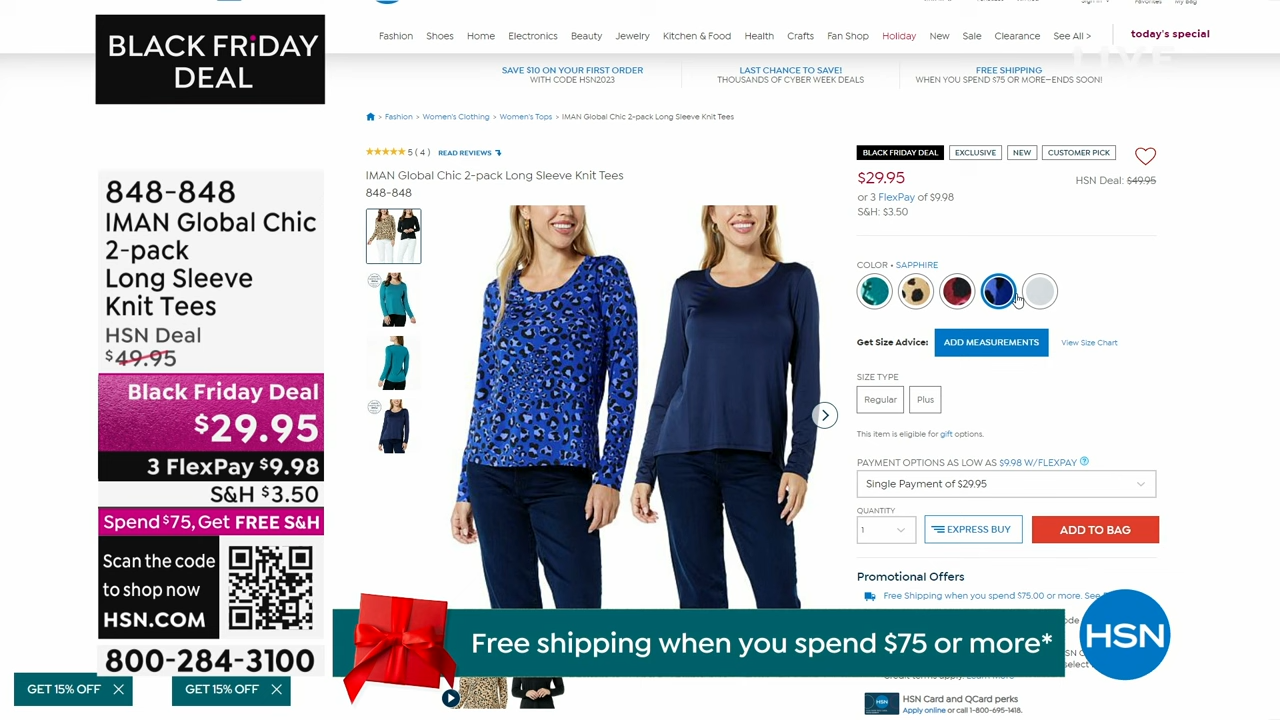 BLACK FRiDAY
DEAL
848-848
IMAN Global Chic
2-pack
Long Sleeve
Knit Tees
HSN Deal
$49.95
Black Friday Deal
$29.95
3 FlexPay $9.98
S&H $3.50
Spend $75, Get FREE S&H
Scan the code
to shop now
HSN.COM
800-284-3100
GET 15% OFF
GET 15% OFF
Fashion Shoes Home Electronics Beauty Jewelry Kitchen & Food Health Crafts Fan Shop Holiday New Sale Clearance See All >
today's special
LIVE
SAVE $10 ON YOUR FIRST ORDER
WITH CODE HSN2023
LAST CHANCE TO SAVE!
THOUSANDS OF CYBER WEEK DEALS
FREE SHIPPING
WHEN YOU SPEND $75 OR MORE—ENDS SOON!
> Fashion > Women's Clothing > Women's Tops > IMAN Global Chic 2-pack Long Sleeve Knit Tees
5 ( 4 ) READ REVIEWS
IMAN Global Chic 2-pack Long Sleeve Knit Tees
848-848
BLACK FRIDAY DEAL EXCLUSIVE NEW CUSTOMER PICK
$29.95
HSN Deal: $49.95
or 3 FlexPay of $9.98
S&H: $3.50
COLOR • SAPPHIRE
Get Size Advice: ADD MEASUREMENTS View Size Chart
SIZE TYPE
Regular Plus
This item is eligible for gift options.
PAYMENT OPTIONS AS LOW AS $9.98 W/FLEXPAY
Single Payment of $29.95
QUANTITY
1 EXPRESS BUY ADD TO BAG
Promotional Offers
Free Shipping when you spend $75.00 or more. See
Free shipping when you spend $75 or more*
HSN
HSN Card and QCard perks
Apply online or call 1-800-695-1418.